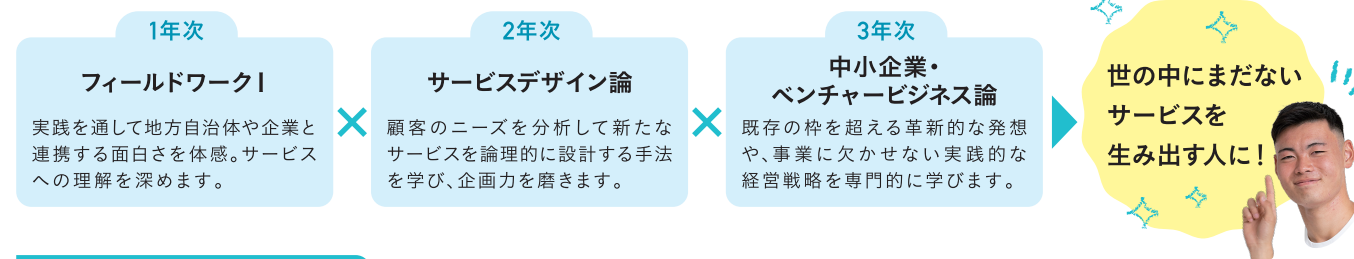 1年次
フィールドワークⅠ
実践を通して地方自治体や企業と
連携する面白さを体感。サービス
への理解を深めます。
2年次
サービスデザイン論
顧客のニーズを分析して新たな
サービスを論理的に設計する手法
を学び、企画力を磨きます。
3年次
中小企業・
ベンチャービジネス論
既存の枠を超える革新的な発想
や、事業に欠かせない実践的な
経営戦略を専門的に学びます。
世の中にまだない
サービスを
生み出す人に!